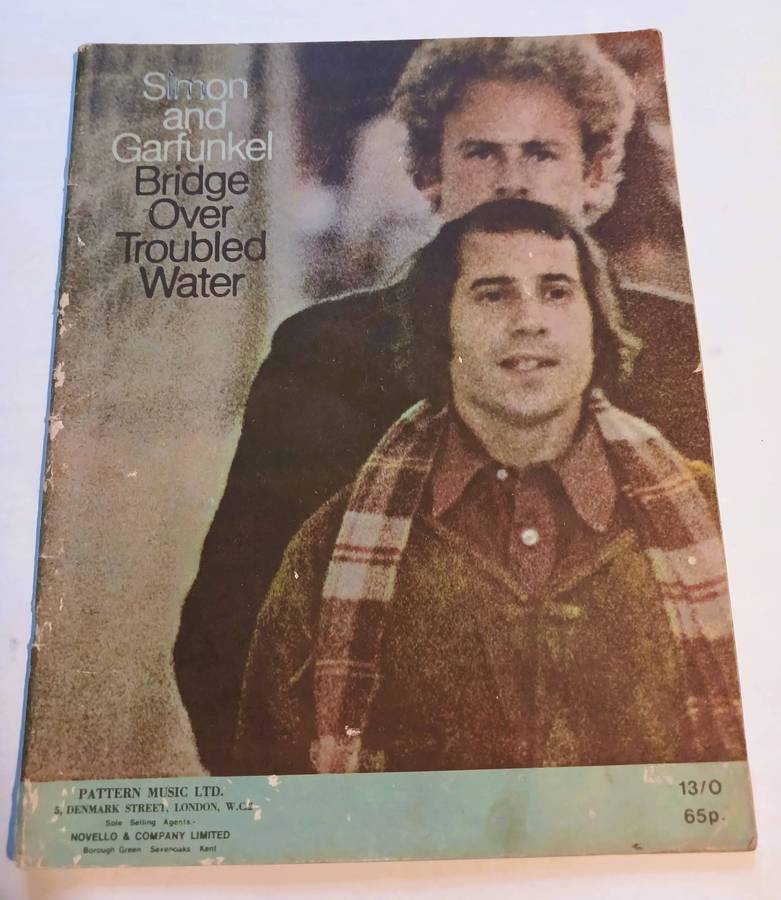 Simon
and
Garfunkel
Bridge
Over
Troubled
Water
PATTERN MUSIC LTD.
5, DENMARK STREET, LONDON, W.C.2
Sole Selling Agents:-
NOVELLO & COMPANY LIMITED
Borough Green Sevenoaks Kent
13/0
65p.